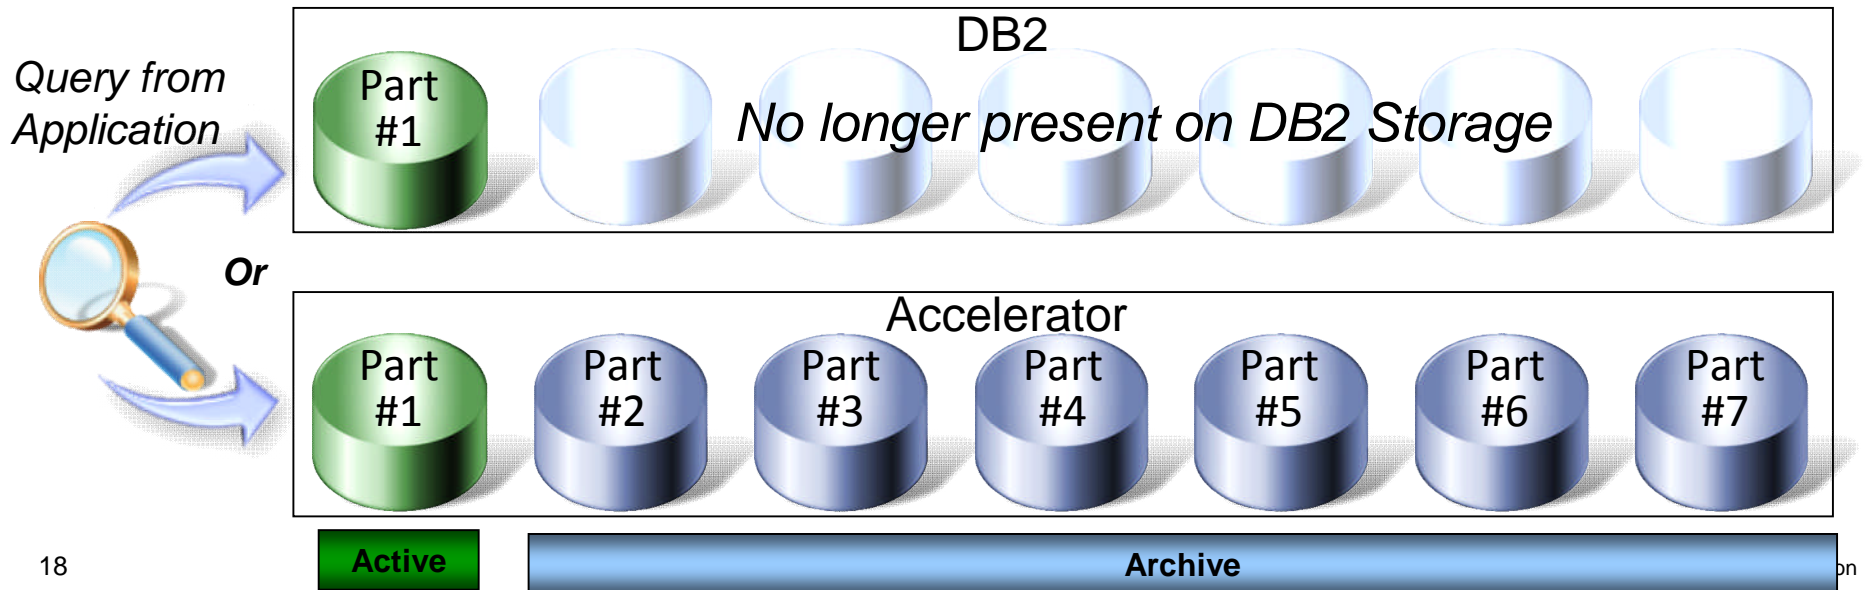 DB2
Query from
Application
Part
#1
No longer present on DB2 Storage
Or
Accelerator
Part
#1
Part
#2
Part
#3
Part
#4
Part
#5
Part
#6
Part
#7
Active
Archive
18
on